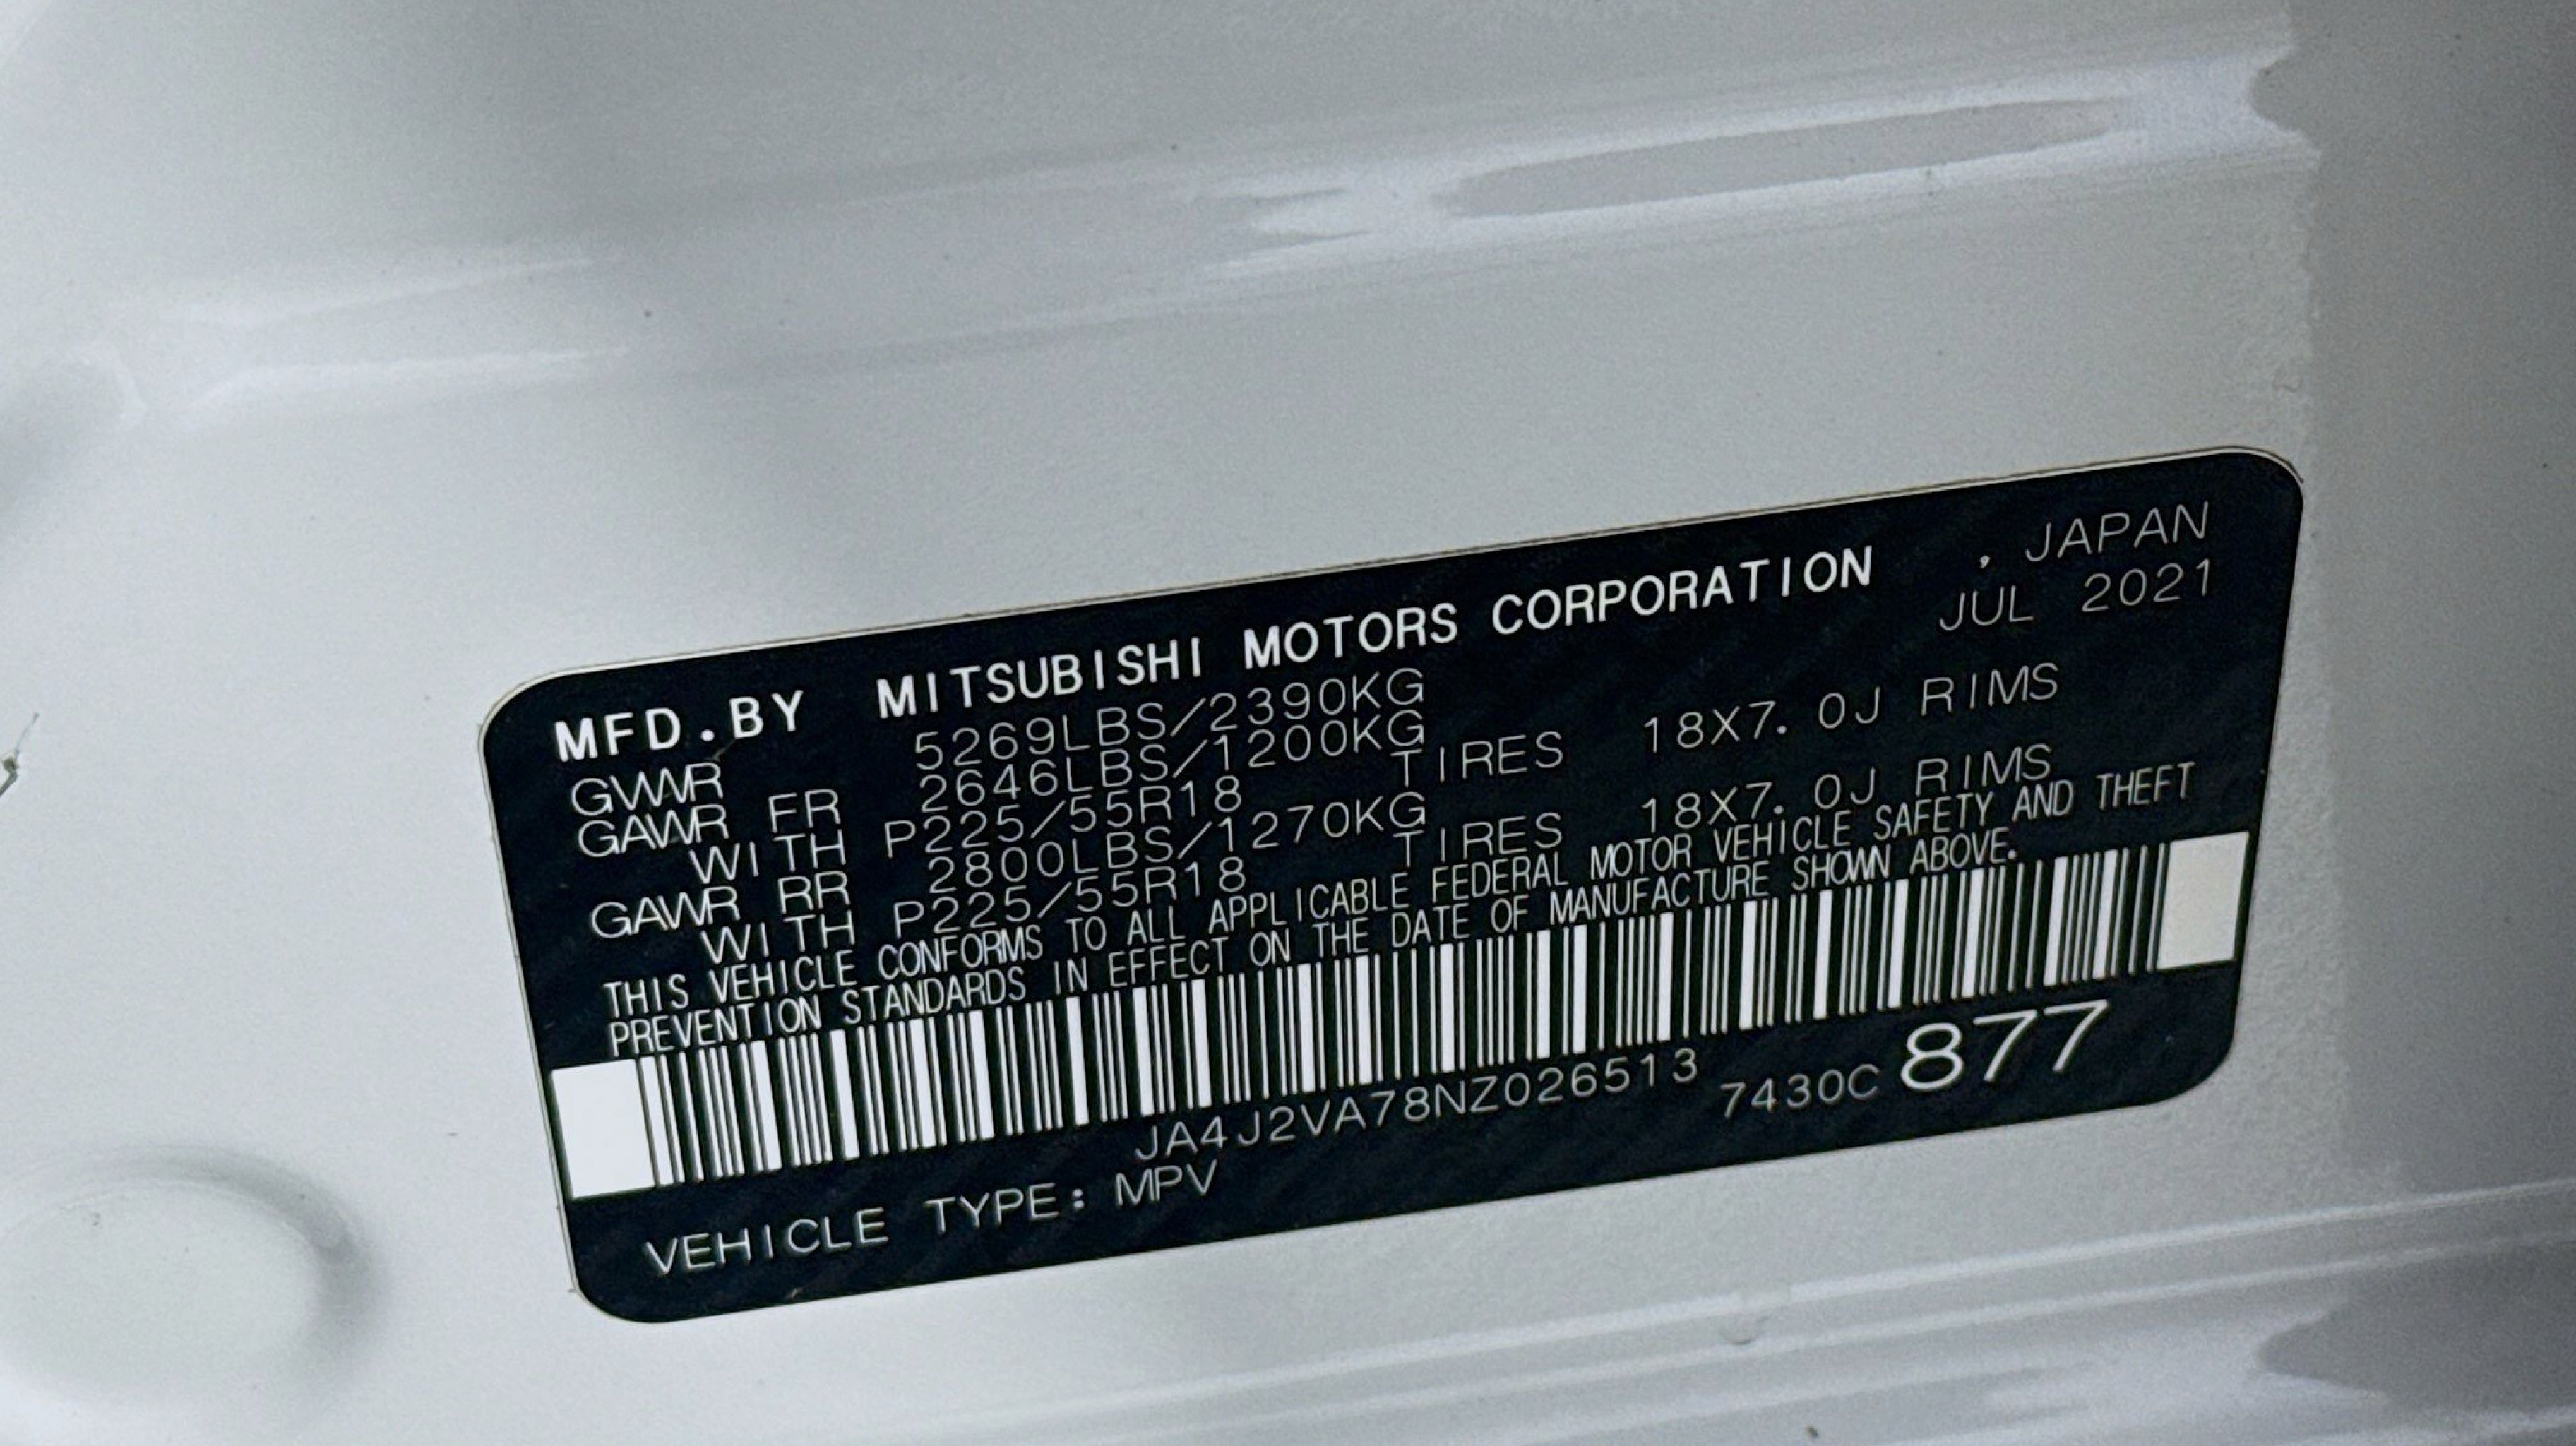 MFD.BY MITSUBISHI MOTORS CORPORATION , JAPAN
JUL 2021
GVWR 5269LBS/2390KG
GAWR FR 2646LBS/1200KG
WITH P225/55R18 TIRES 18X7.0J RIMS
GAWR RR 2800LBS/1270KG
WITH P225/55R18 TIRES 18X7.0J RIMS
THIS VEHICLE CONFORMS TO ALL APPLICABLE FEDERAL MOTOR VEHICLE SAFETY AND THEFT
PREVENTION STANDARDS IN EFFECT ON THE DATE OF MANUFACTURE SHOWN ABOVE.
JA4J2VA78NZ026513 7430C 877
VEHICLE TYPE: MPV